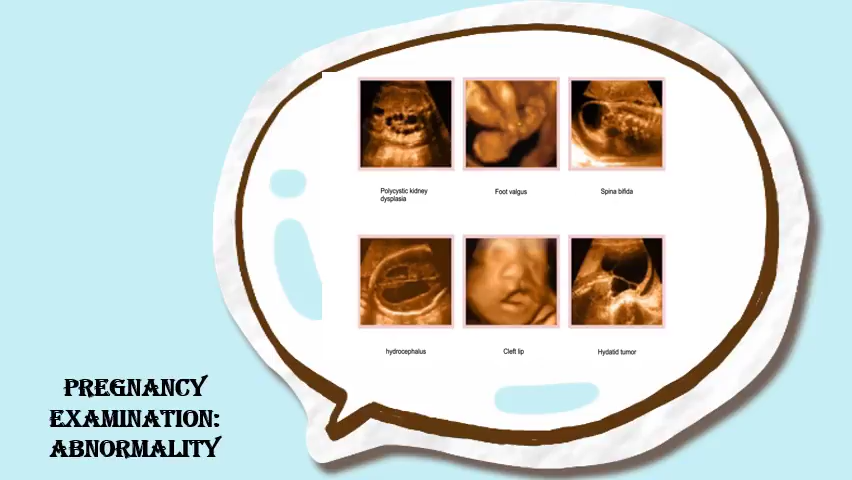 Polycystic kidney
dysplasia
Foot valgus
Spina bifida
hydrocephalus
Cleft lip
Hydatid tumor
PREGNANCY
EXAMINATION:
ABNORMALITY